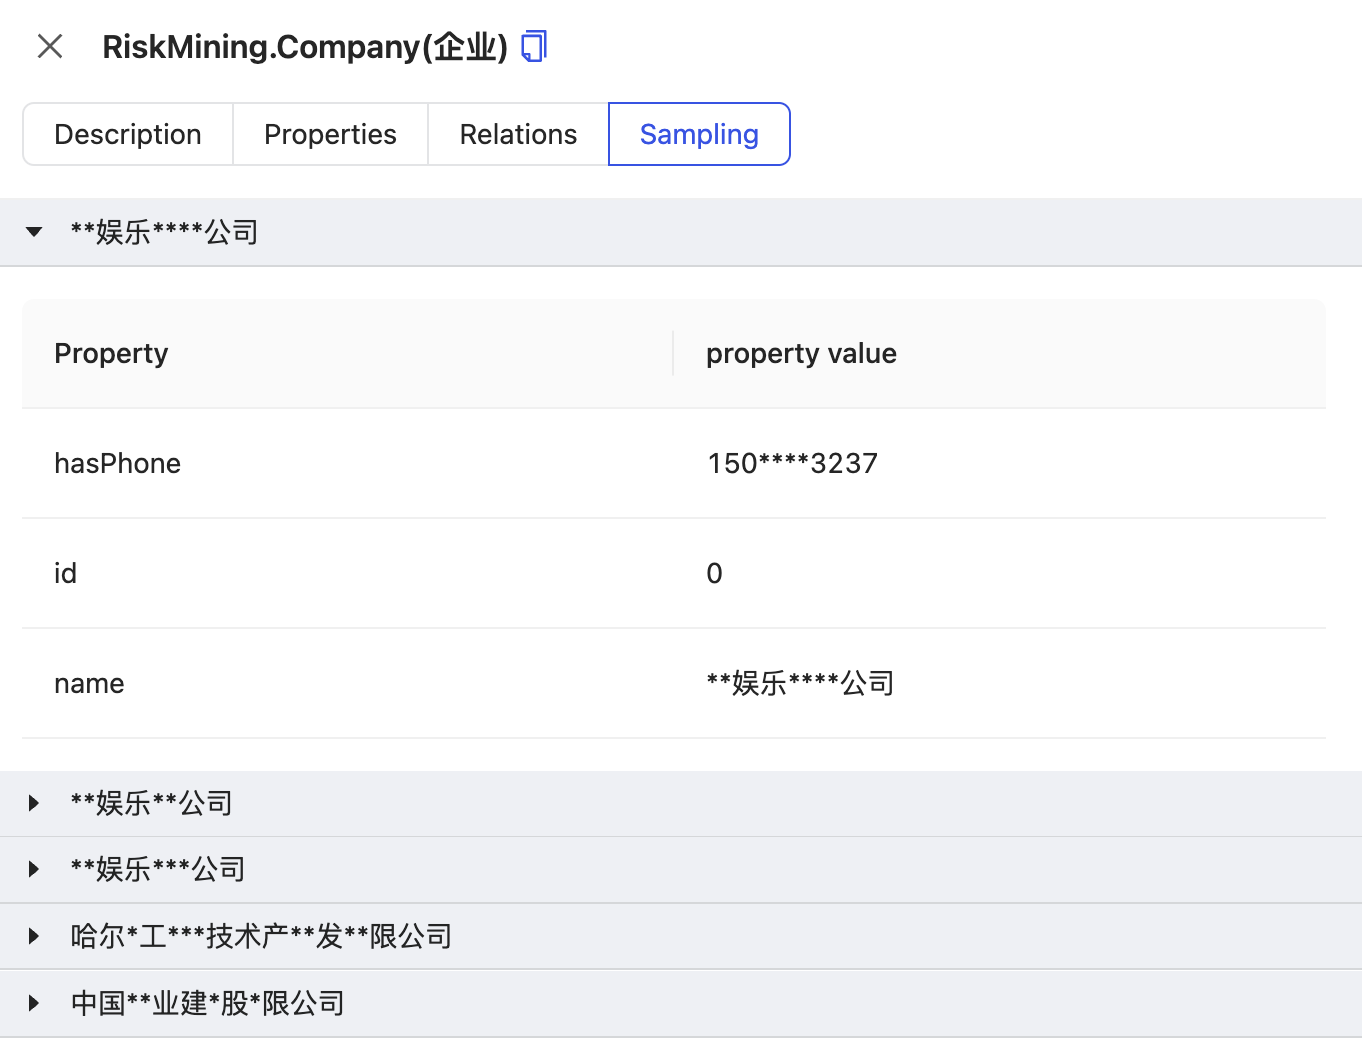 RiskMining.Company(企业)
Description Properties Relations Sampling
**娱乐****公司
Property property value
hasPhone 150****3237
id 0
name **娱乐****公司
**娱乐**公司
**娱乐***公司
哈尔*工***技术产**发**限公司
中国**业建*股*限公司